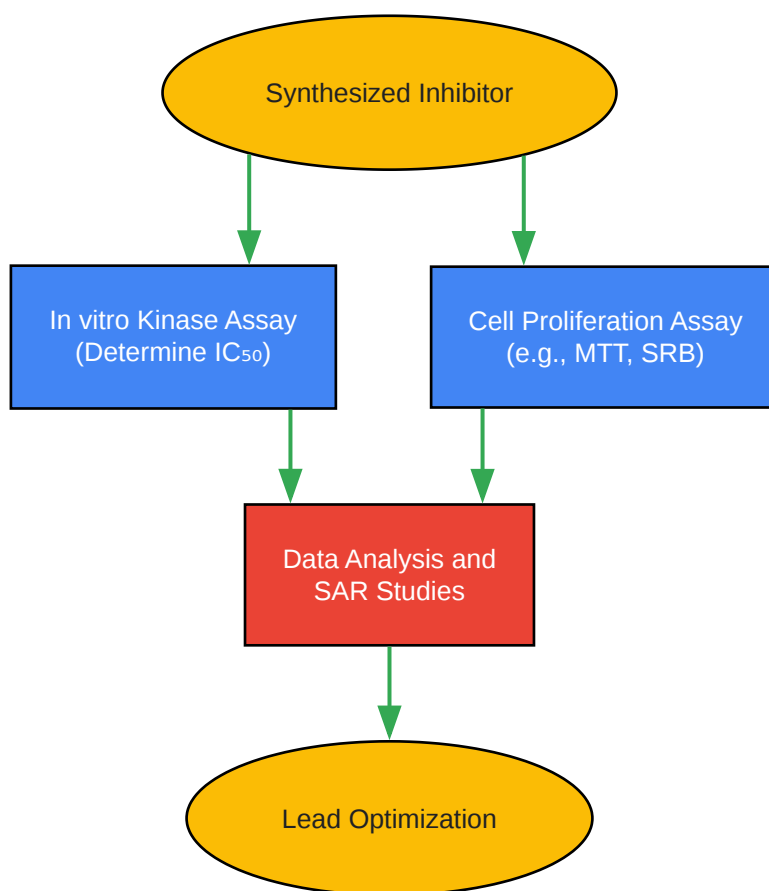 Synthesized Inhibitor
In vitro Kinase Assay
(Determine IC₅₀)
Cell Proliferation Assay
(e.g., MTT, SRB)
Data Analysis and
SAR Studies
Lead Optimization